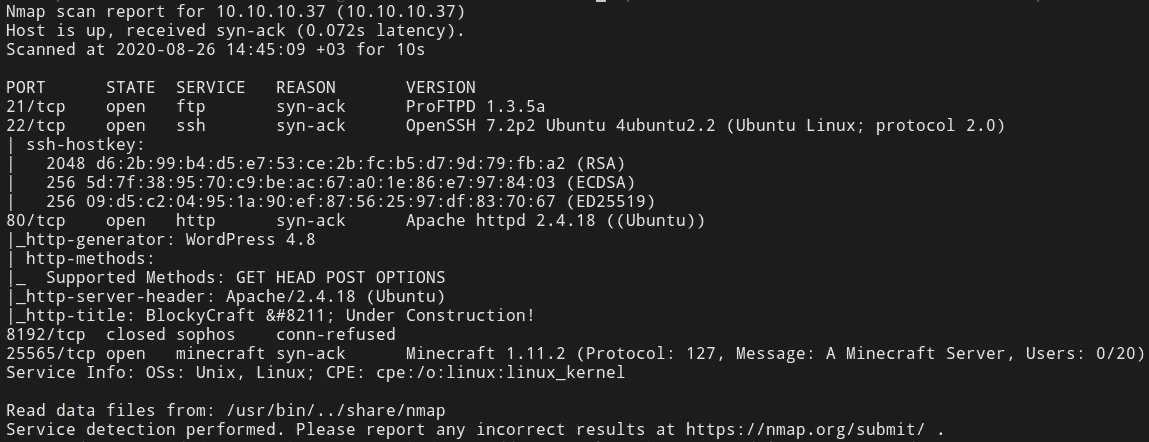 Nmap scan report for 10.10.10.37 (10.10.10.37)
Host is up, received syn-ack (0.072s latency).
Scanned at 2020-08-26 14:45:09 +03 for 10s
PORT      STATE  SERVICE   REASON       VERSION
21/tcp    open   ftp       syn-ack      ProFTPD 1.3.5a
22/tcp    open   ssh       syn-ack      OpenSSH 7.2p2 Ubuntu 4ubuntu2.2 (Ubuntu Linux; protocol 2.0)
| ssh-hostkey:
|   2048 d6:2b:99:b4:d5:e7:53:ce:2b:fc:b5:d7:9d:79:fb:a2 (RSA)
|   256 5d:7f:38:95:70:c9:be:ac:67:a0:1e:86:e7:97:84:03 (ECDSA)
|   256 09:d5:c2:04:95:1a:90:ef:87:56:25:97:df:83:70:67 (ED25519)
80/tcp    open   http      syn-ack      Apache httpd 2.4.18 ((Ubuntu))
|_http-generator: WordPress 4.8
| http-methods:
|_  Supported Methods: GET HEAD POST OPTIONS
|_http-server-header: Apache/2.4.18 (Ubuntu)
|_http-title: BlockyCraft &#8211; Under Construction!
8192/tcp  closed sophos    conn-refused
25565/tcp open   minecraft syn-ack      Minecraft 1.11.2 (Protocol: 127, Message: A Minecraft Server, Users: 0/20)
Service Info: OSs: Unix, Linux; CPE: cpe:/o:linux:linux_kernel
Read data files from: /usr/bin/../share/nmap
Service detection performed. Please report any incorrect results at https://nmap.org/submit/ .